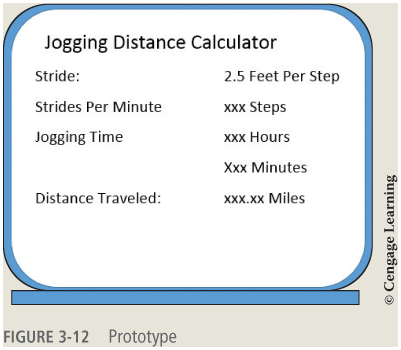 Jogging Distance Calculator
Stride: 2.5 Feet Per Step
Strides Per Minute xxx Steps
Jogging Time xxx Hours
Xxx Minutes
Distance Traveled: xxx.xx Miles
© Cengage Learning
FIGURE 3-12 Prototype